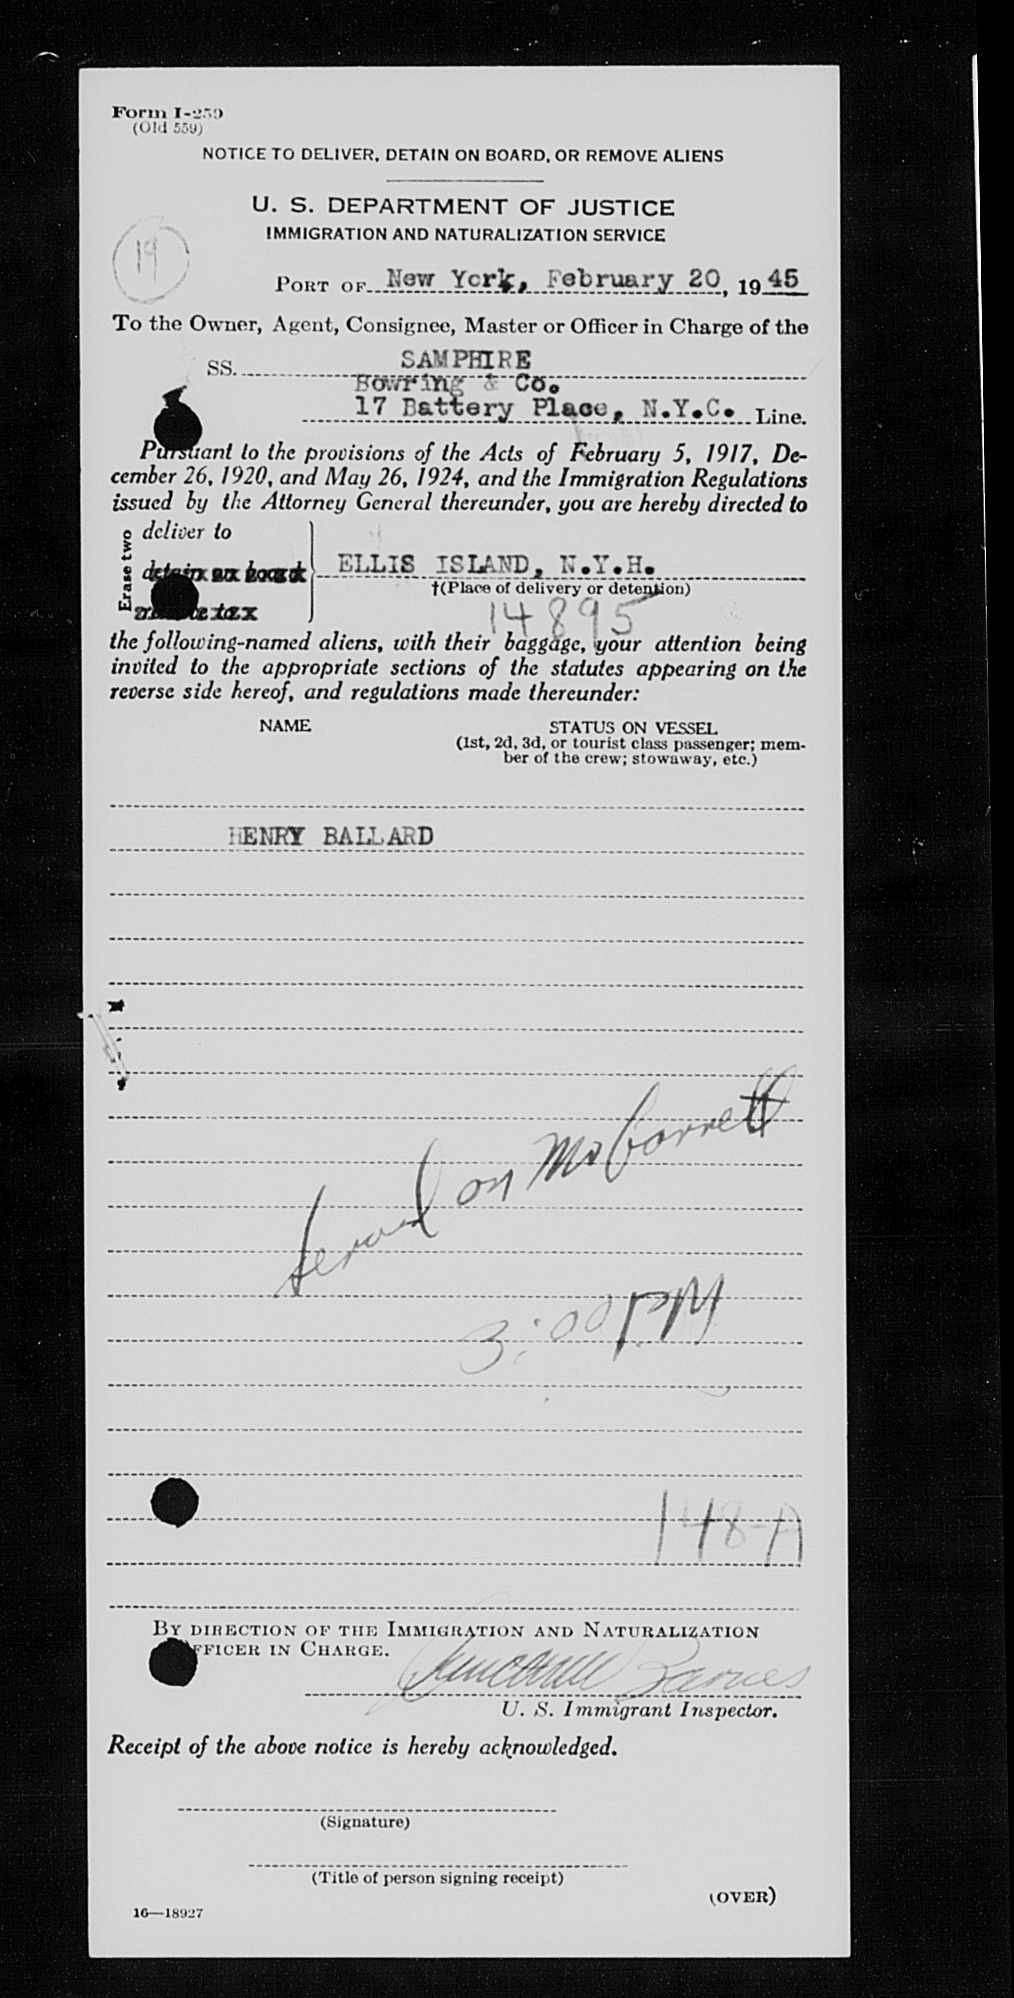 Form I-259
(Old 559)
NOTICE TO DELIVER, DETAIN ON BOARD, OR REMOVE ALIENS
U. S. DEPARTMENT OF JUSTICE
IMMIGRATION AND NATURALIZATION SERVICE
19
PORT OF New York, February 20, 1945
To the Owner, Agent, Consignee, Master or Officer in Charge of the
SS. SAMPHIRE
Bowring & Co.
17 Battery Place, N.Y.C. Line.
Pursuant to the provisions of the Acts of February 5, 1917, De-
cember 26, 1920, and May 26, 1924, and the Immigration Regulations
issued by the Attorney General thereunder, you are hereby directed to
Erase two
deliver to
detain on board
ELLIS ISLAND, N.Y.H.
†(Place of delivery or detention)
14895
the following-named aliens, with their baggage, your attention being
invited to the appropriate sections of the statutes appearing on the
reverse side hereof, and regulations made thereunder:
NAME STATUS ON VESSEL
(1st, 2d, 3d, or tourist class passenger; mem-
ber of the crew; stowaway, etc.)
HENRY BALLARD
Served on Mr Garrett
3:00 PM
148-A
BY DIRECTION OF THE IMMIGRATION AND NATURALIZATION
OFFICER IN CHARGE.
Barnes
U. S. Immigrant Inspector.
Receipt of the above notice is hereby acknowledged.
(Signature)
(Title of person signing receipt)
(OVER)
16—18927